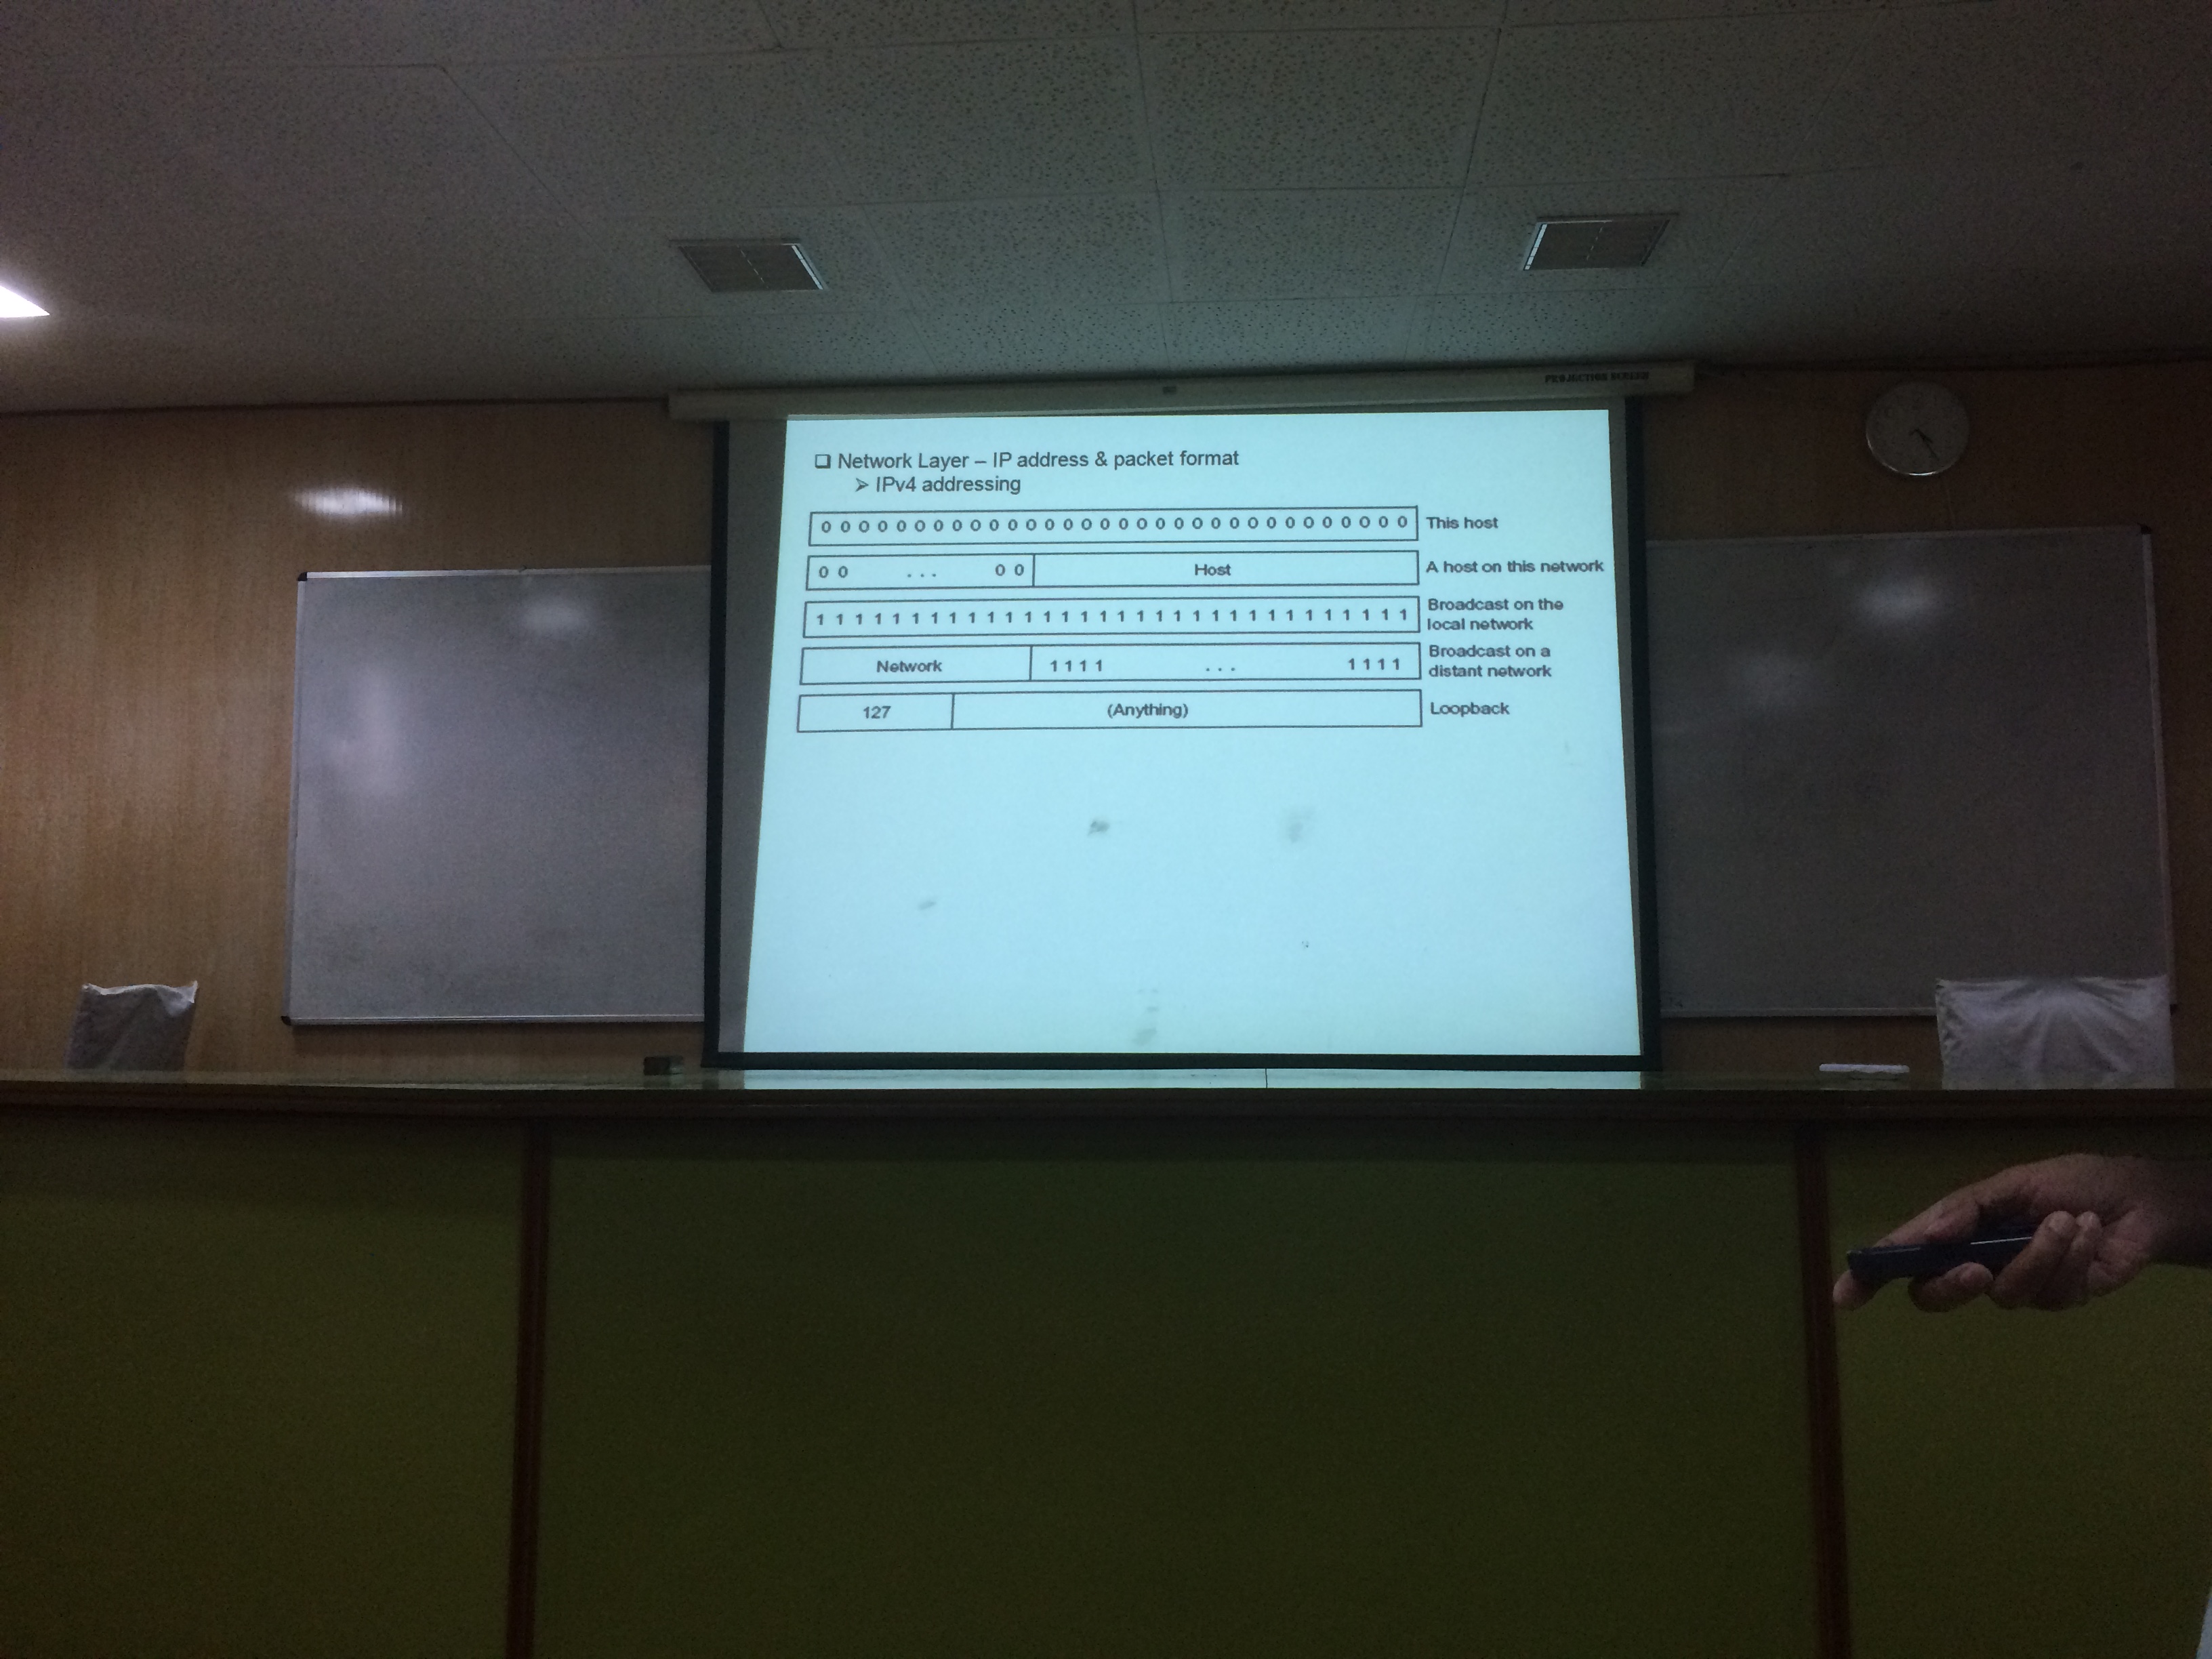 PROJECTION SCREEN
❑ Network Layer – IP address & packet format
➢ IPv4 addressing
0 0 0 0 0 0 0 0 0 0 0 0 0 0 0 0 0 0 0 0 0 0 0 0 0 0 0 0 0 0 0 0 This host
0 0 ... 0 0 Host A host on this network
1 1 1 1 1 1 1 1 1 1 1 1 1 1 1 1 1 1 1 1 1 1 1 1 1 1 1 1 1 1 1 1 Broadcast on the
local network
Network 1 1 1 1 ... 1 1 1 1 Broadcast on a
distant network
127 (Anything) Loopback